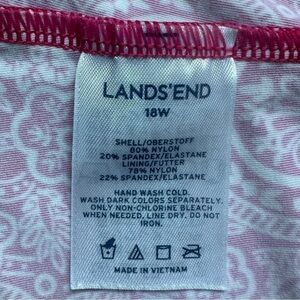 LANDS'END
18W
SHELL/OBERSTOFF
80% NYLON
20% SPANDEX/ELASTANE
LINING/FUTTER
78% NYLON
22% SPANDEX/ELASTANE
HAND WASH COLD.
WASH DARK COLORS SEPARATELY.
ONLY NON-CHLORINE BLEACH
WHEN NEEDED. LINE DRY. DO NOT
IRON.
MADE IN VIETNAM